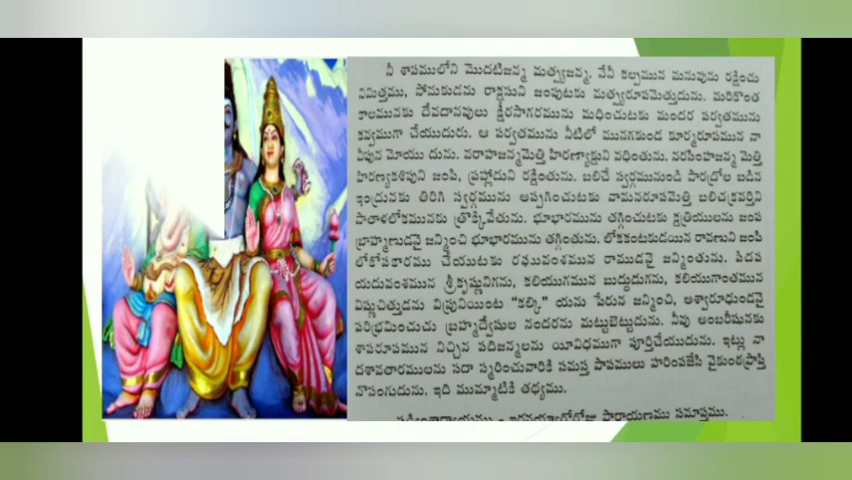 నీ శాపములోని మొదటిజన్మ మత్స్యజన్మ. నేనీ కల్పమున మనువును రక్షించు
నిమిత్తము, సోమకుడను రాక్షసుని జంపుటకు మత్స్యరూపమెత్తుదును. మరికొంత
కాలమునకు దేవదానవులు క్షీరసాగరమును మధించుటకు మందర పర్వతమును
కవ్వముగా చేయుదురు. ఆ పర్వతమును నీటిలో మునగకుండ కూర్మరూపమున నా
వీపున మోయు దును. వరాహజన్మమెత్తి హిరణ్యాక్షుని వధింతును. నరసింహజన్మ మెత్తి
హిరణ్యకశిపుని జంపి, ప్రహ్లాదుని రక్షింతును. బలిచే స్వర్గమునుండి పారద్రోల బడిన
ఇంద్రునకు తిరిగి స్వర్గమును అప్పగించుటకు వామనరూపమెత్తి బలిచక్రవర్తిని
పాతాళలోకమునకు త్రొక్కివేతును. భూభారమును తగ్గించుటకు క్షత్రియులను జంప
బ్రాహ్మణుడనై జన్మించి భూభారమును తగ్గింతును. లోకకంటకుడయిన రావణుని జంపి
లోకోపకారము చేయుటకు రఘువంశమున రాముడనై జన్మింతును. పిదప
యదువంశమున శ్రీకృష్ణునిగను, కలియుగమున బుద్ధుడుగను, కలియుగాంతమున
విష్ణుచిత్తుడను విప్రునియింట "కల్కి" యను పేరున జన్మించి, అశ్వారూఢుండనై
పరిభ్రమించుచు బ్రహ్మద్వేషుల నందరను మట్టుబెట్టుదును. నీవు అంబరీషునకు
శాపరూపమున నిచ్చిన పదిజన్మలను యీవిధముగా పూర్తిచేయుదును. ఇట్లు నా
దశావతారములను సదా స్మరించువారికి సమస్త పాపములు హరింపజేసి వైకుంఠప్రాప్తి
నొసంగుదును. ఇది ముమ్మాటికి తథ్యము.
పారాయణము సమాప్తము.